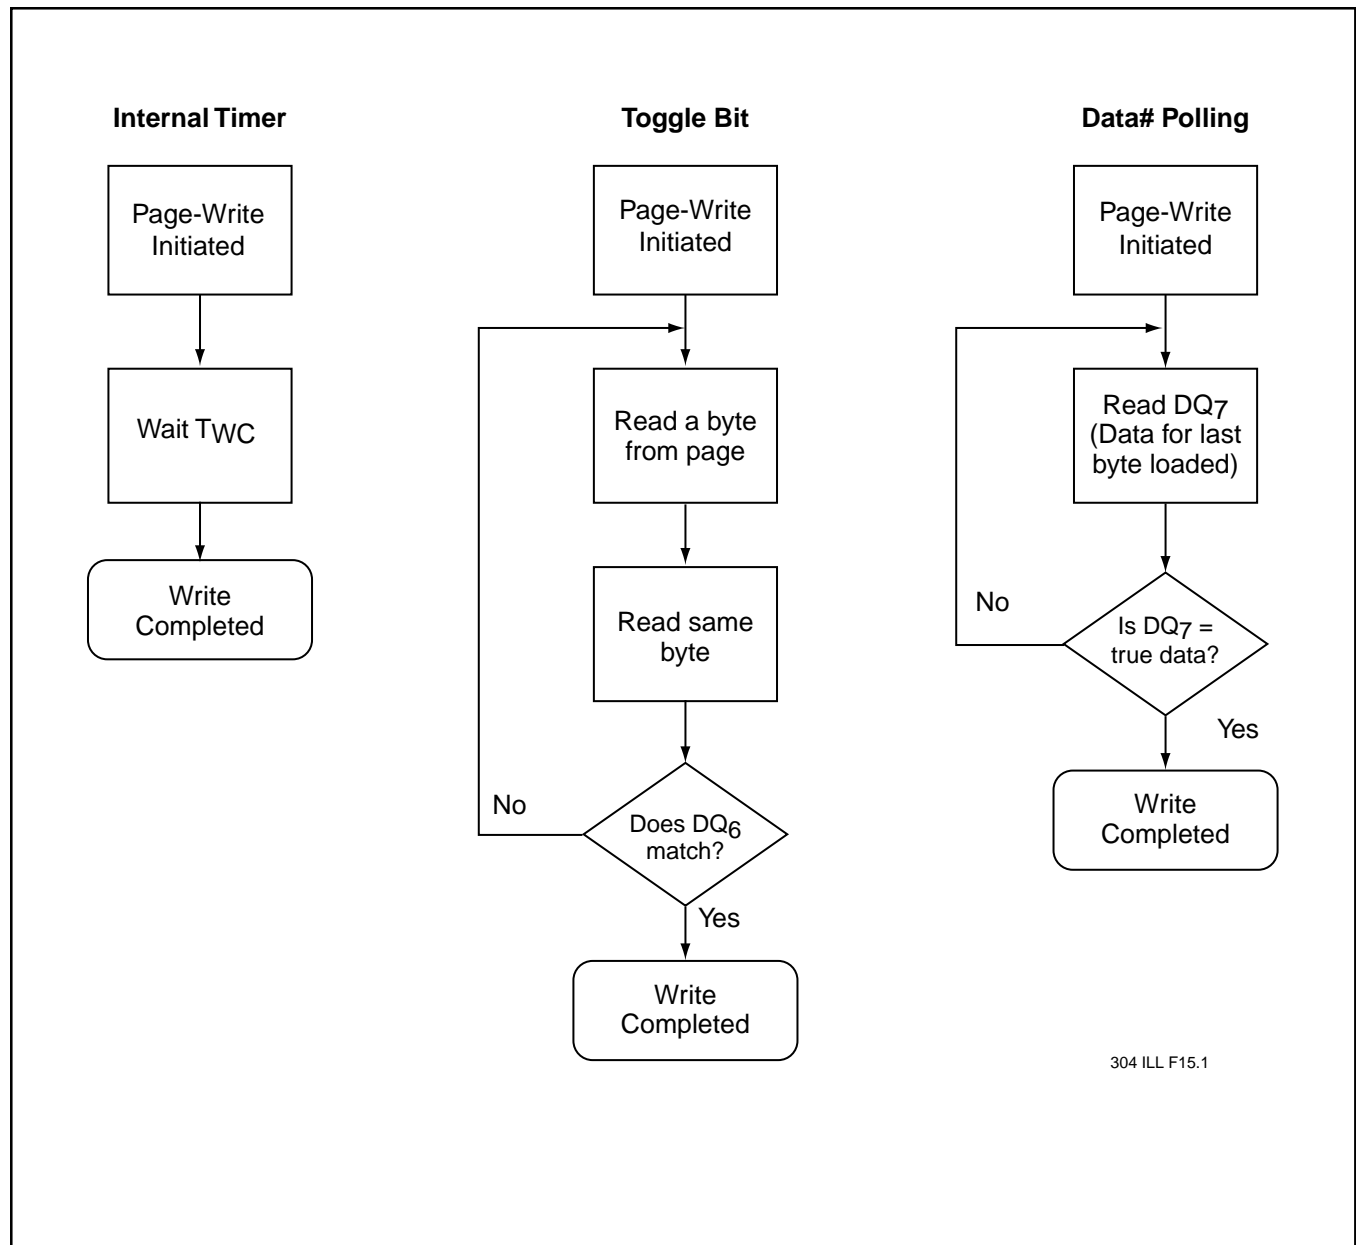 Internal Timer
Page-Write
Initiated
Wait TWC
Write
Completed
Toggle Bit
Page-Write
Initiated
Read a byte
from page
Read same
byte
No
Does DQ6
match?
Yes
Write
Completed
Data# Polling
Page-Write
Initiated
Read DQ7
(Data for last
byte loaded)
No
Is DQ7 =
true data?
Yes
Write
Completed
304 ILL F15.1